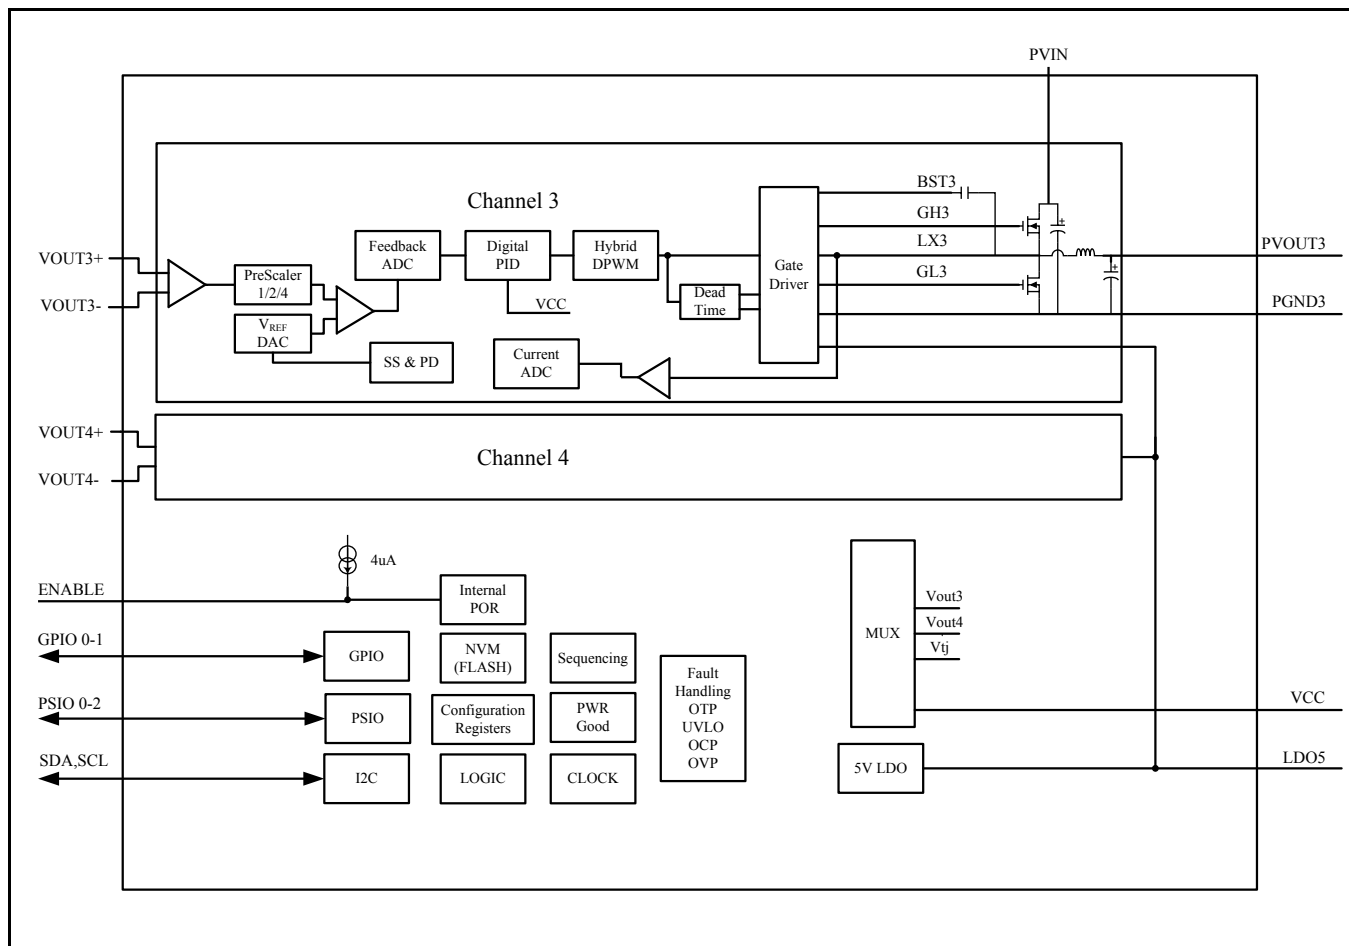 PVIN
Channel 3
BST3
GH3
LX3
GL3
VOUT3+
VOUT3-
PreScaler
1/2/4
VREF
DAC
SS & PD
Feedback
ADC
Digital
PID
VCC
Hybrid
DPWM
Dead
Time
Gate
Driver
Current
ADC
PVOUT3
PGND3
VOUT4+
VOUT4-
Channel 4
4uA
ENABLE
Internal
POR
GPIO 0-1
GPIO
NVM
(FLASH)
Sequencing
PSIO 0-2
PSIO
Configuration
Registers
PWR
Good
SDA,SCL
I2C
LOGIC
CLOCK
Fault
Handling
OTP
UVLO
OCP
OVP
MUX
Vout3
Vout4
Vtj
VCC
5V LDO
LDO5